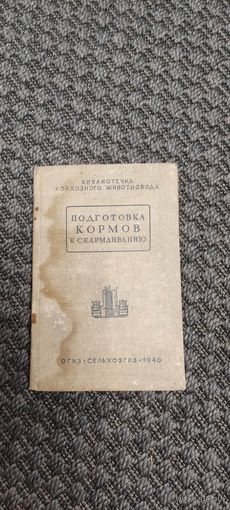 БИБЛИОТЕЧКА
КОЛХОЗНОГО ЖИВОТНОВОДА
ПОДГОТОВКА
КОРМОВ
К СКАРМЛИВАНИЮ
ОГИЗ • СЕЛЬХОЗГИЗ • 1940